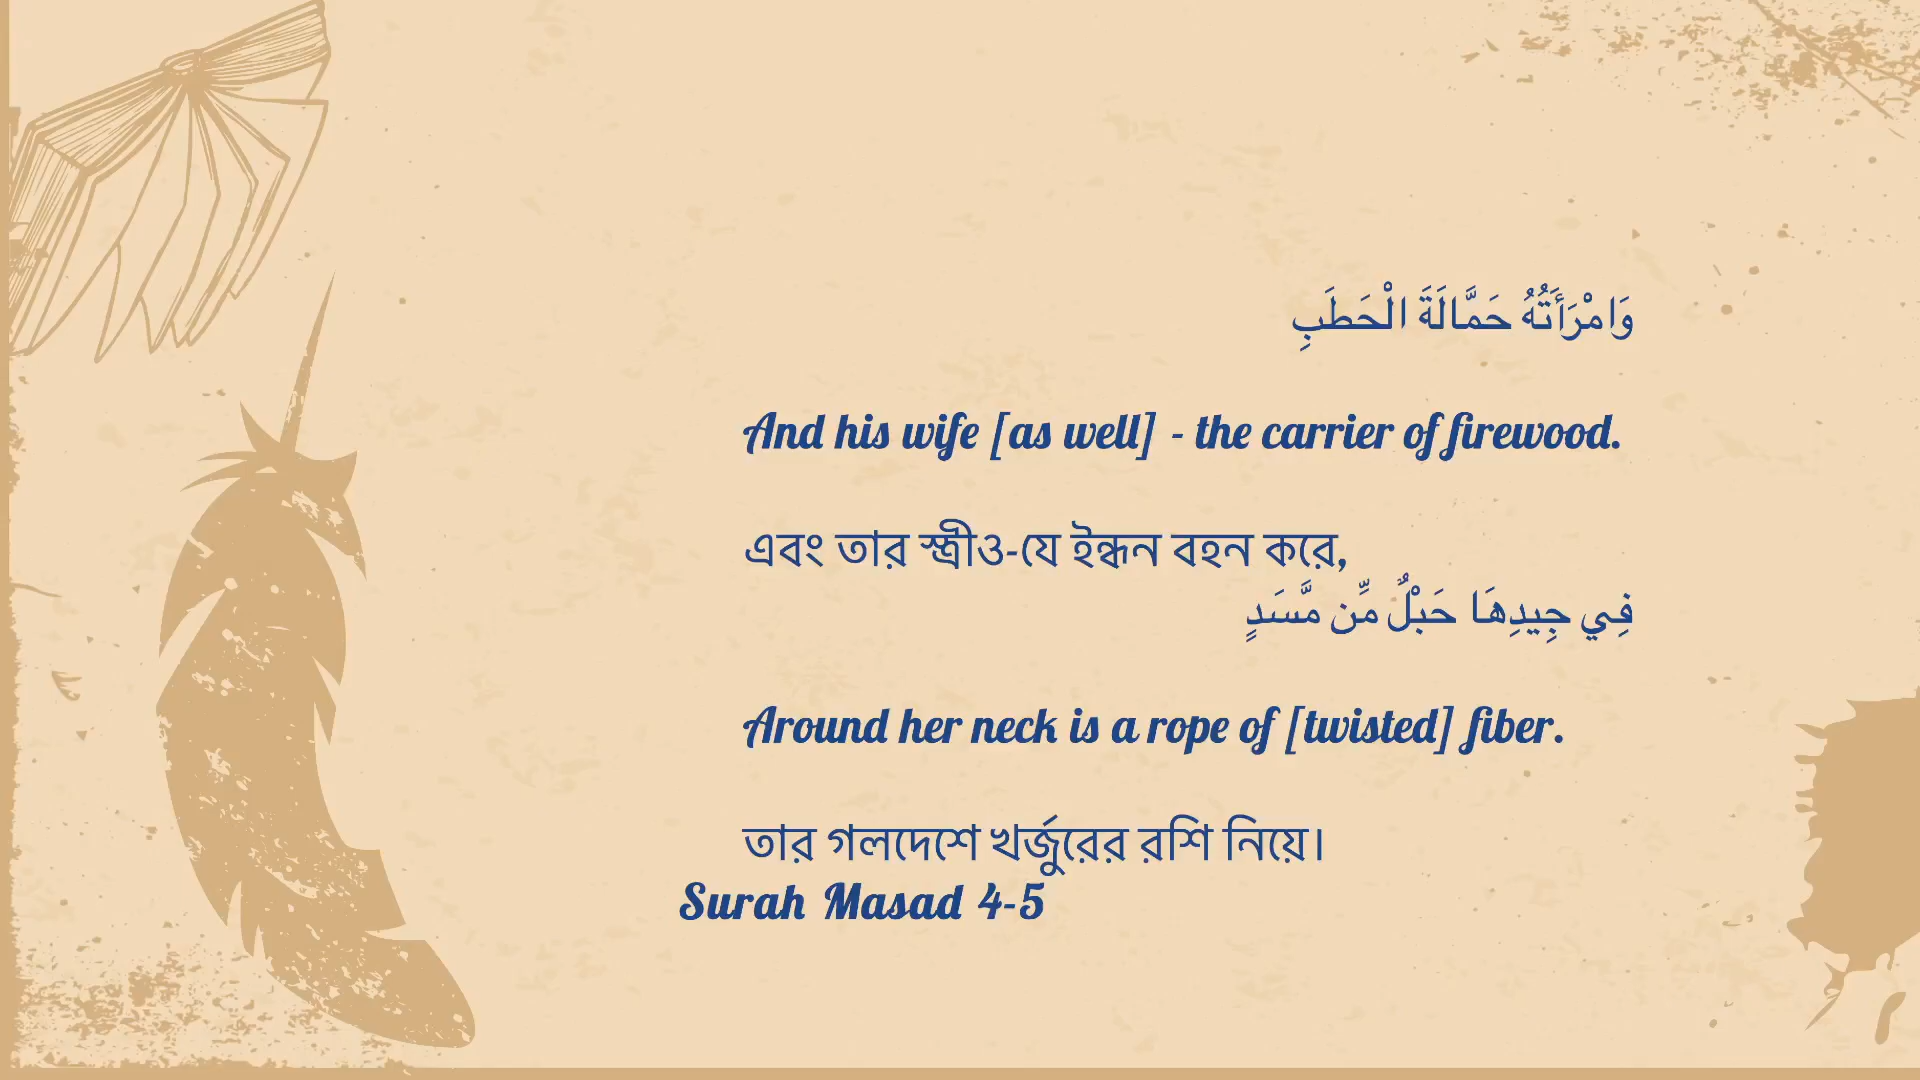 وَامْرَأَتُهُ حَمَّالَةَ الْحَطَبِ
And his wife [as well] - the carrier of firewood.
এবং তার স্ত্রীও-যে ইন্ধন বহন করে,
فِي جِيدِهَا حَبْلٌ مِّن مَّسَدٍ
Around her neck is a rope of [twisted] fiber.
তার গলদেশে খর্জুরের রশি নিয়ে।
Surah Masad 4-5